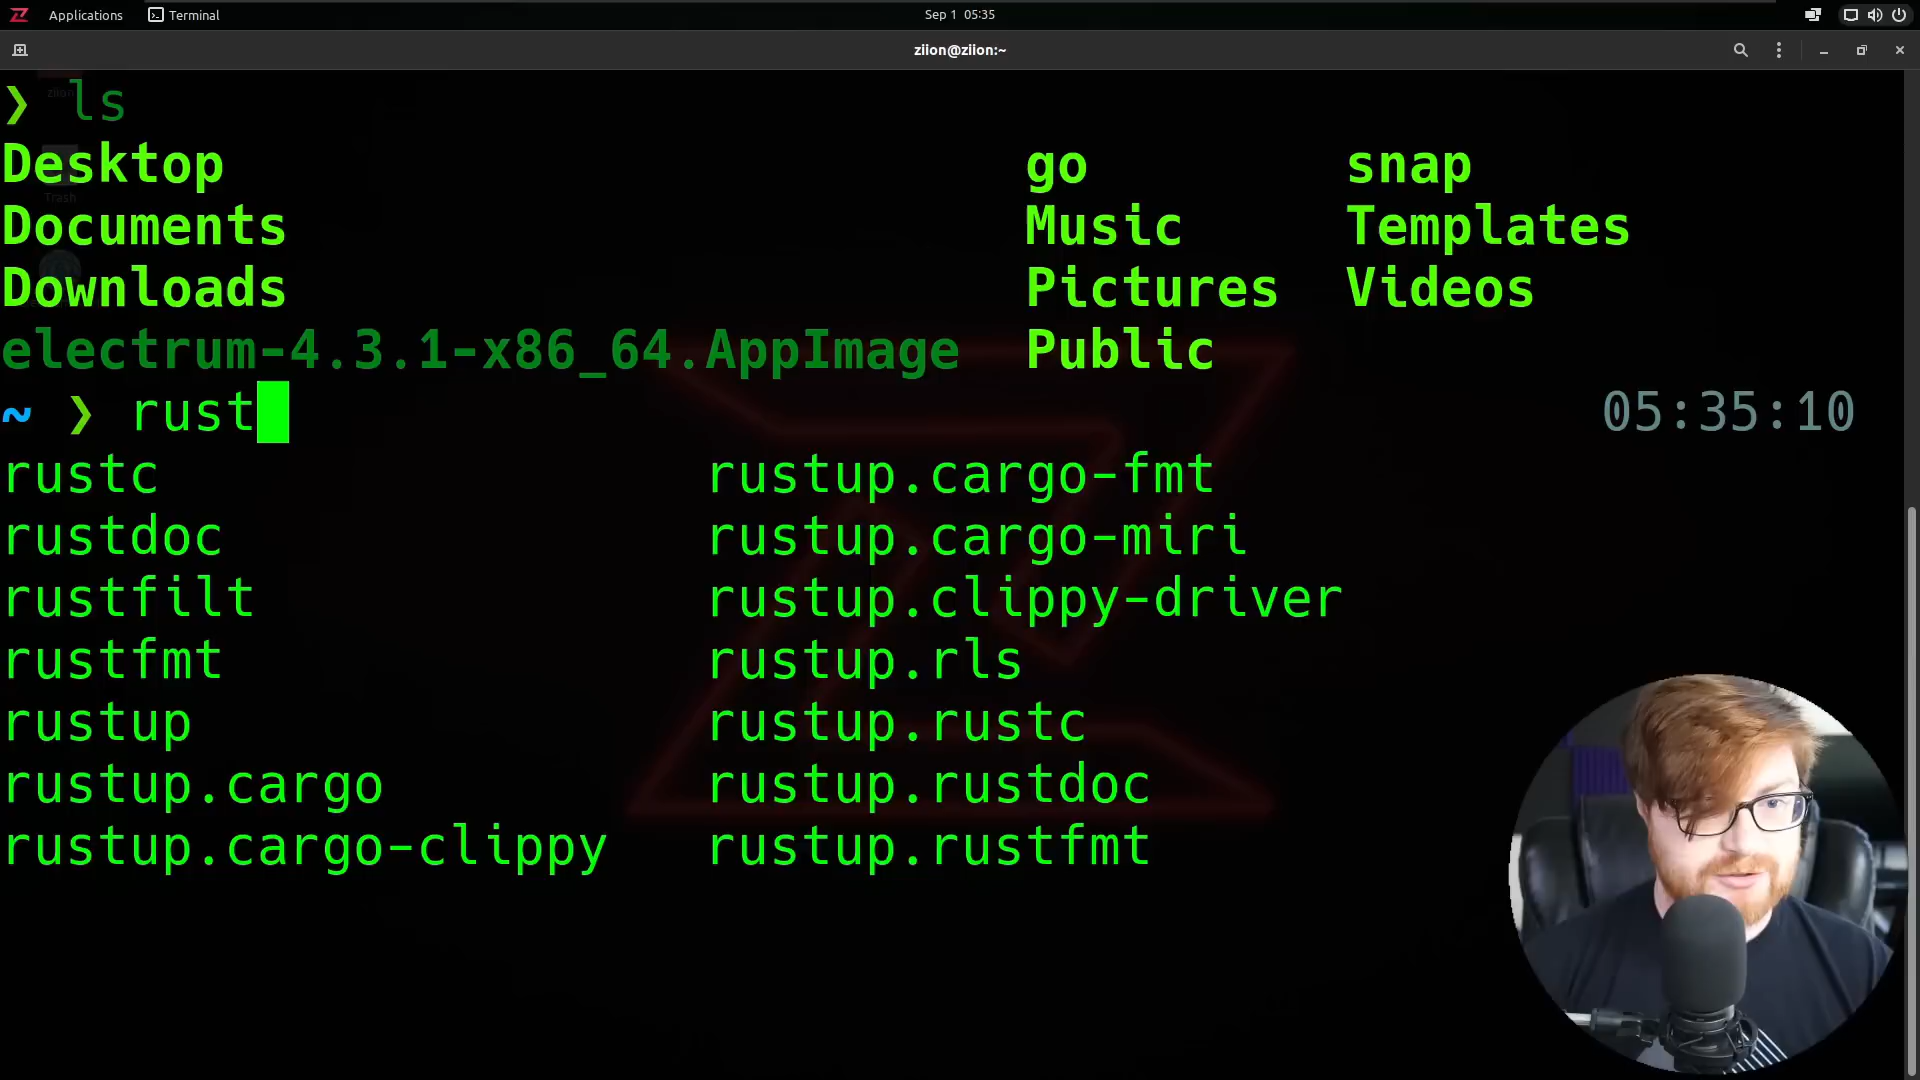 Applications Terminal Sep 1 05:35
ziion@ziion:~
ziion
Trash
❯ ls
Desktop go snap
Documents Music Templates
Downloads Pictures Videos
electrum-4.3.1-x86_64.AppImage Public
~ ❯ rust 05:35:10
rustc rustup.cargo-fmt
rustdoc rustup.cargo-miri
rustfilt rustup.clippy-driver
rustfmt rustup.rls
rustup rustup.rustc
rustup.cargo rustup.rustdoc
rustup.cargo-clippy rustup.rustfmt